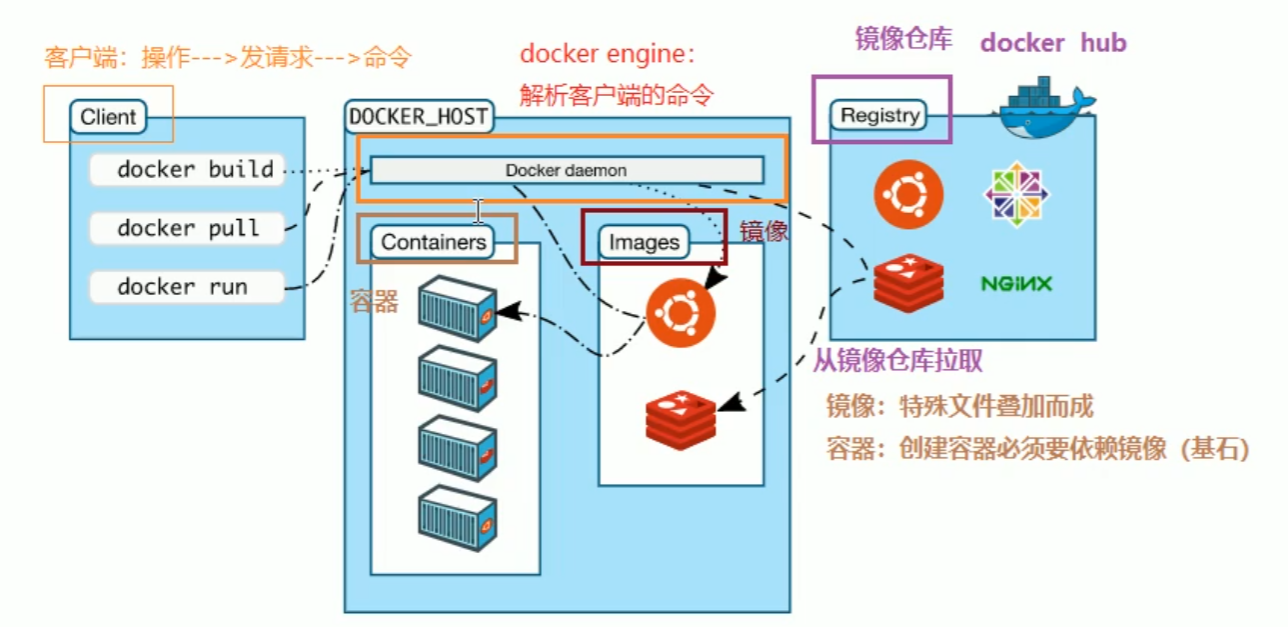 客户端：操作--->发请求--->命令
docker engine：
解析客户端的命令
镜像仓库 docker hub
Client
docker build
docker pull
docker run
DOCKER_HOST
Docker daemon
Containers
容器
Images
镜像
Registry
NGINX
从镜像仓库拉取
镜像：特殊文件叠加而成
容器：创建容器必须要依赖镜像（基石）